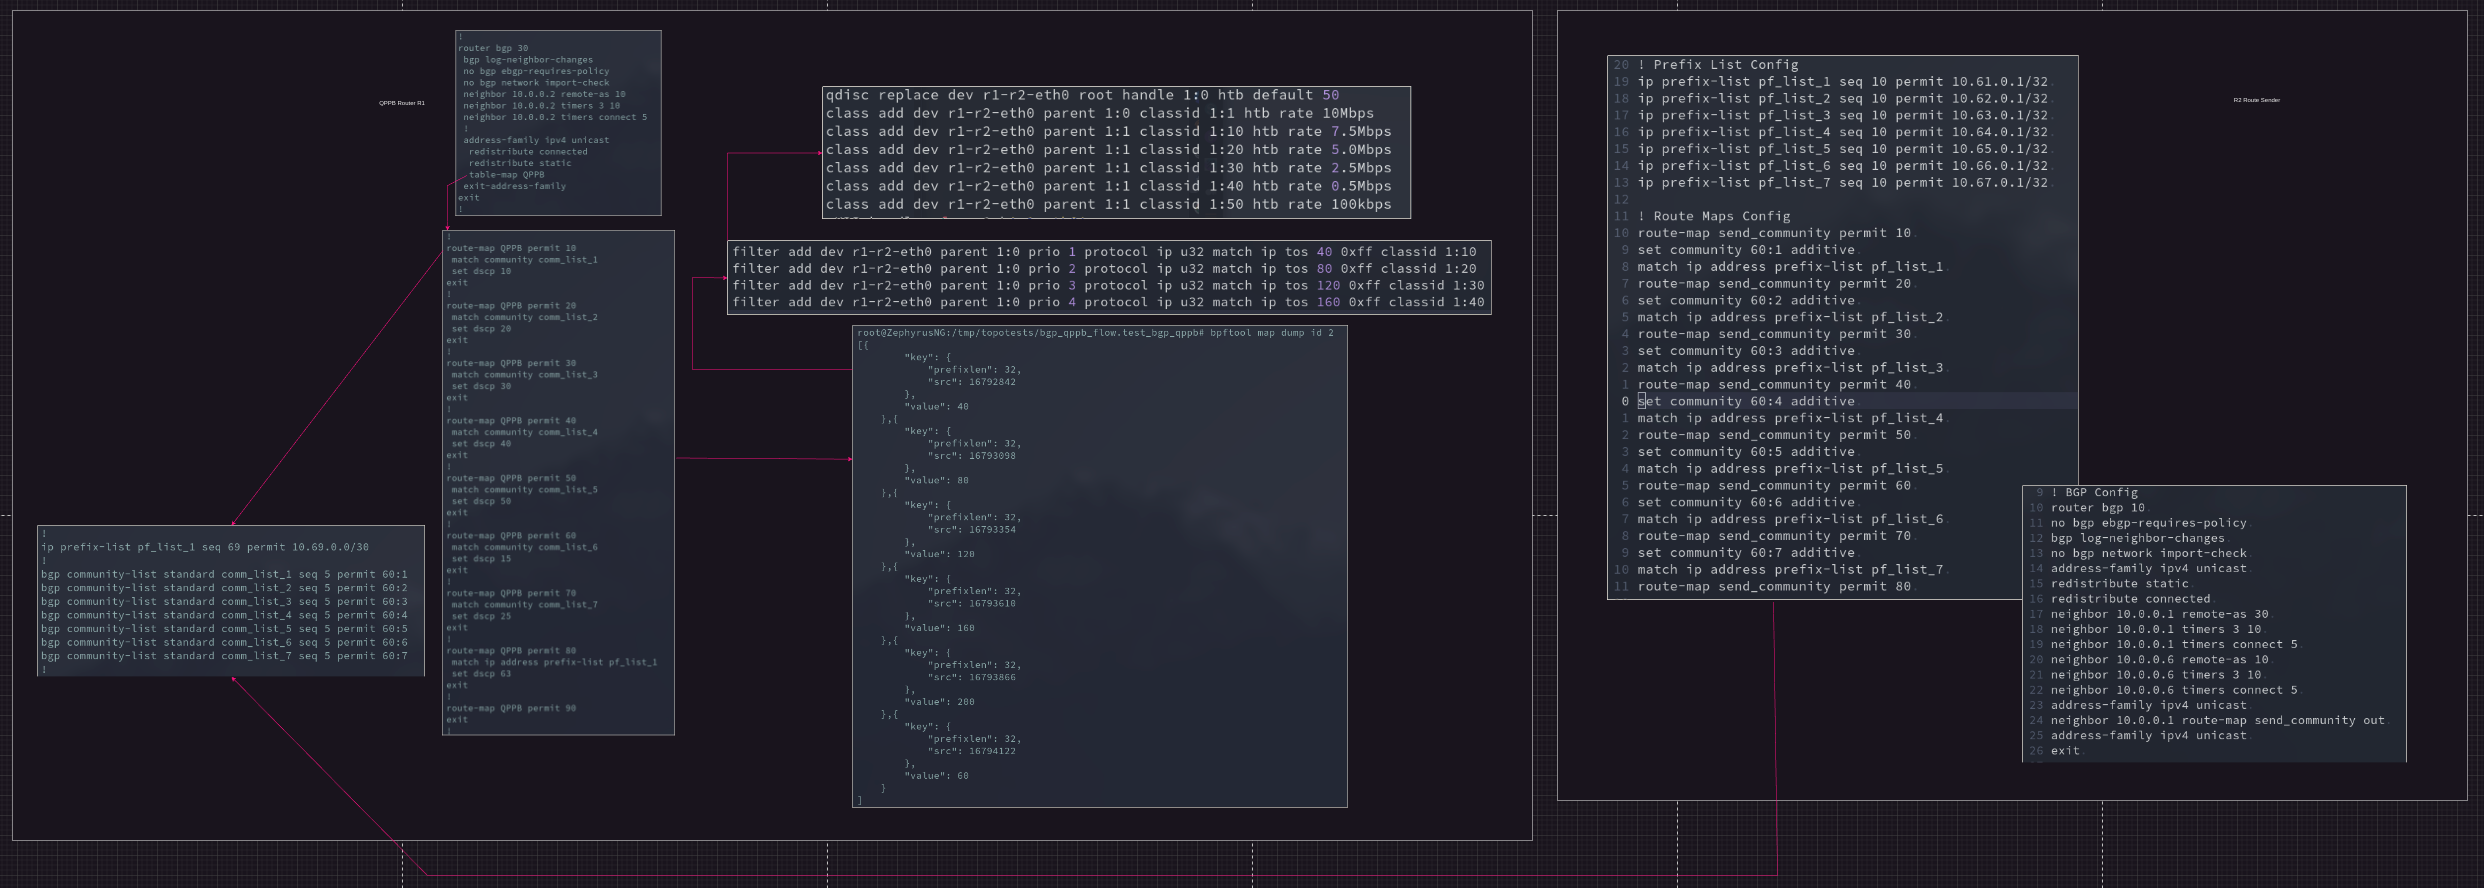 QPPB Router R1
!
router bgp 30
bgp log-neighbor-changes
no bgp ebgp-requires-policy
no bgp network import-check
neighbor 10.0.0.2 remote-as 10
neighbor 10.0.0.2 timers 3 10
neighbor 10.0.0.2 timers connect 5
!
address-family ipv4 unicast
redistribute connected
redistribute static
table-map QPPB
exit-address-family
exit
!
!
route-map QPPB permit 10
match community comm_list_1
set dscp 10
exit
!
route-map QPPB permit 20
match community comm_list_2
set dscp 20
exit
!
route-map QPPB permit 30
match community comm_list_3
set dscp 30
exit
!
route-map QPPB permit 40
match community comm_list_4
set dscp 40
exit
!
route-map QPPB permit 50
match community comm_list_5
set dscp 50
exit
!
route-map QPPB permit 60
match community comm_list_6
set dscp 15
exit
!
route-map QPPB permit 70
match community comm_list_7
set dscp 25
exit
!
route-map QPPB permit 80
match ip address prefix-list pf_list_1
set dscp 63
exit
!
route-map QPPB permit 90
exit
!
!
ip prefix-list pf_list_1 seq 69 permit 10.69.0.0/30
!
bgp community-list standard comm_list_1 seq 5 permit 60:1
bgp community-list standard comm_list_2 seq 5 permit 60:2
bgp community-list standard comm_list_3 seq 5 permit 60:3
bgp community-list standard comm_list_4 seq 5 permit 60:4
bgp community-list standard comm_list_5 seq 5 permit 60:5
bgp community-list standard comm_list_6 seq 5 permit 60:6
bgp community-list standard comm_list_7 seq 5 permit 60:7
!
qdisc replace dev r1-r2-eth0 root handle 1:0 htb default 50
class add dev r1-r2-eth0 parent 1:0 classid 1:1 htb rate 10Mbps
class add dev r1-r2-eth0 parent 1:1 classid 1:10 htb rate 7.5Mbps
class add dev r1-r2-eth0 parent 1:1 classid 1:20 htb rate 5.0Mbps
class add dev r1-r2-eth0 parent 1:1 classid 1:30 htb rate 2.5Mbps
class add dev r1-r2-eth0 parent 1:1 classid 1:40 htb rate 0.5Mbps
class add dev r1-r2-eth0 parent 1:1 classid 1:50 htb rate 100kbps
filter add dev r1-r2-eth0 parent 1:0 prio 1 protocol ip u32 match ip tos 40 0xff classid 1:10
filter add dev r1-r2-eth0 parent 1:0 prio 2 protocol ip u32 match ip tos 80 0xff classid 1:20
filter add dev r1-r2-eth0 parent 1:0 prio 3 protocol ip u32 match ip tos 120 0xff classid 1:30
filter add dev r1-r2-eth0 parent 1:0 prio 4 protocol ip u32 match ip tos 160 0xff classid 1:40
root@ZephyrusNG:/tmp/topotests/bgp_qppb_flow.test_bgp_qppb# bpftool map dump id 2
[{
"key": {
"prefixlen": 32,
"src": 16792842
},
"value": 40
},{
"key": {
"prefixlen": 32,
"src": 16793098
},
"value": 80
},{
"key": {
"prefixlen": 32,
"src": 16793354
},
"value": 120
},{
"key": {
"prefixlen": 32,
"src": 16793610
},
"value": 160
},{
"key": {
"prefixlen": 32,
"src": 16793866
},
"value": 200
},{
"key": {
"prefixlen": 32,
"src": 16794122
},
"value": 60
}
]
R2 Route Sender
20 ! Prefix List Config
19 ip prefix-list pf_list_1 seq 10 permit 10.61.0.1/32
18 ip prefix-list pf_list_2 seq 10 permit 10.62.0.1/32
17 ip prefix-list pf_list_3 seq 10 permit 10.63.0.1/32
16 ip prefix-list pf_list_4 seq 10 permit 10.64.0.1/32
15 ip prefix-list pf_list_5 seq 10 permit 10.65.0.1/32
14 ip prefix-list pf_list_6 seq 10 permit 10.66.0.1/32
13 ip prefix-list pf_list_7 seq 10 permit 10.67.0.1/32
12
11 ! Route Maps Config
10 route-map send_community permit 10
9 set community 60:1 additive
8 match ip address prefix-list pf_list_1
7 route-map send_community permit 20
6 set community 60:2 additive
5 match ip address prefix-list pf_list_2
4 route-map send_community permit 30
3 set community 60:3 additive
2 match ip address prefix-list pf_list_3
1 route-map send_community permit 40
0 set community 60:4 additive
1 match ip address prefix-list pf_list_4
2 route-map send_community permit 50
3 set community 60:5 additive
4 match ip address prefix-list pf_list_5
5 route-map send_community permit 60
6 set community 60:6 additive
7 match ip address prefix-list pf_list_6
8 route-map send_community permit 70
9 set community 60:7 additive
10 match ip address prefix-list pf_list_7
11 route-map send_community permit 80
9 ! BGP Config
10 router bgp 10
11 no bgp ebgp-requires-policy
12 bgp log-neighbor-changes
13 no bgp network import-check
14 address-family ipv4 unicast
15 redistribute static
16 redistribute connected
17 neighbor 10.0.0.1 remote-as 30
18 neighbor 10.0.0.1 timers 3 10
19 neighbor 10.0.0.1 timers connect 5
20 neighbor 10.0.0.6 remote-as 10
21 neighbor 10.0.0.6 timers 3 10
22 neighbor 10.0.0.6 timers connect 5
23 address-family ipv4 unicast
24 neighbor 10.0.0.1 route-map send_community out
25 address-family ipv4 unicast
26 exit